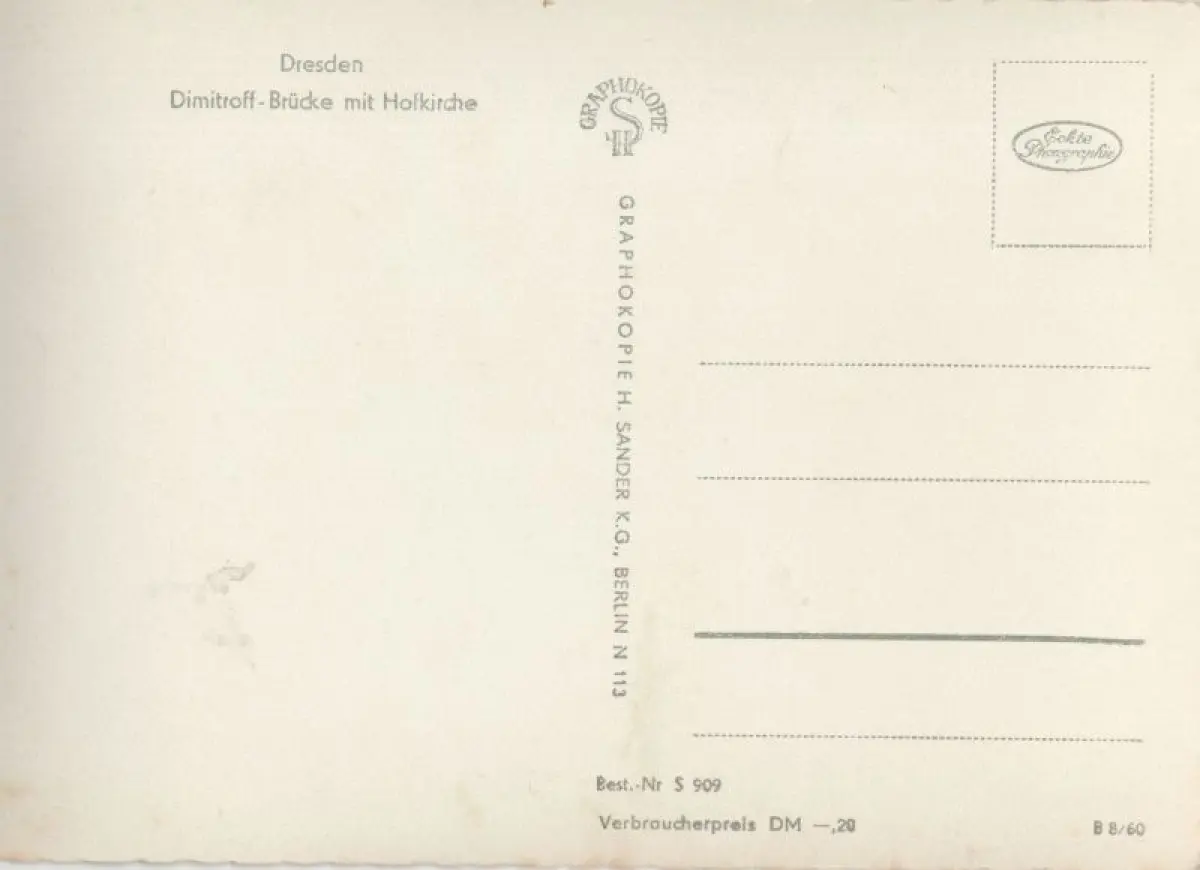 Dresden
Dimitroff-Brücke mit Hofkirche
GRAPHOKOPIE
GRAPHOKOPIE H. SANDER K.G., BERLIN N 113
Echte
Photographie
Best.-Nr S 909
Verbraucherpreis DM —,20
B 8/60